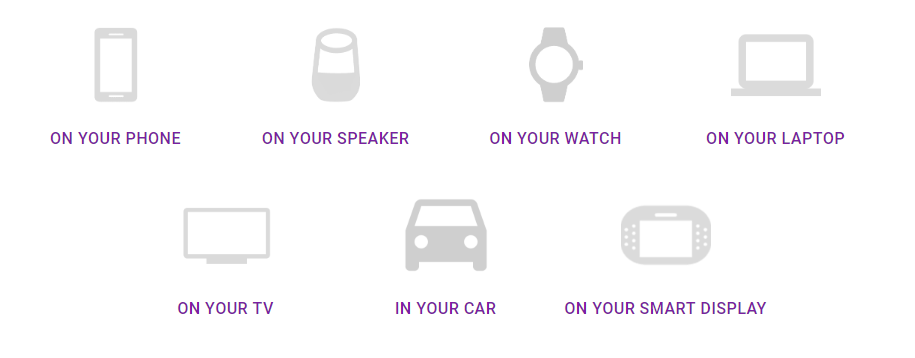 ON YOUR PHONE
ON YOUR SPEAKER
ON YOUR WATCH
ON YOUR LAPTOP
ON YOUR TV
IN YOUR CAR
ON YOUR SMART DISPLAY